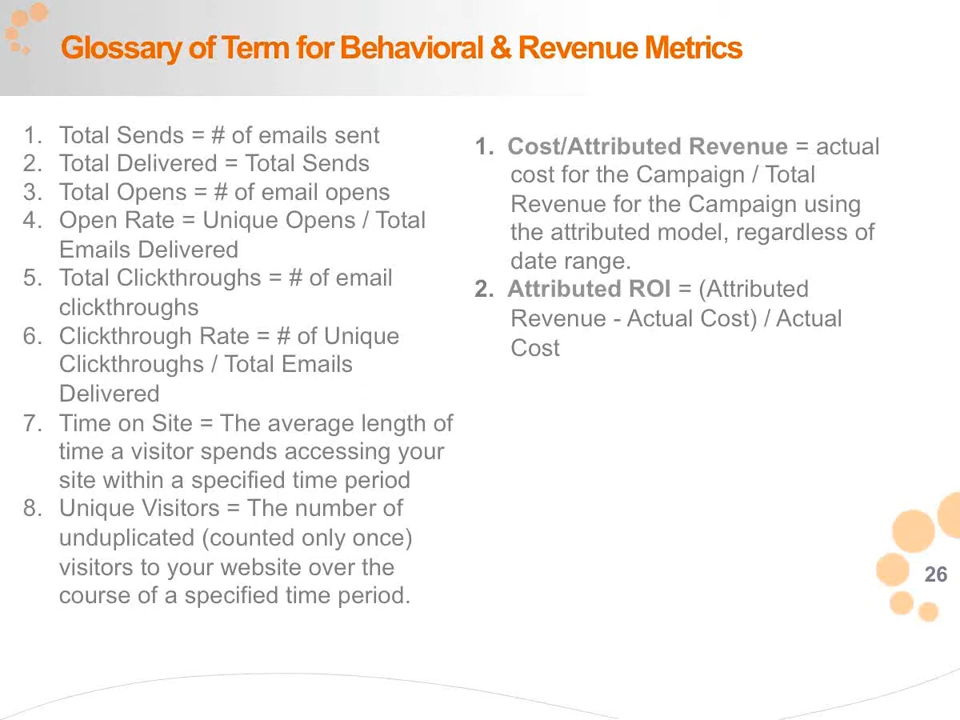 Glossary of Term for Behavioral & Revenue Metrics
1. Total Sends = # of emails sent
2. Total Delivered = Total Sends
3. Total Opens = # of email opens
4. Open Rate = Unique Opens / Total
Emails Delivered
5. Total Clickthroughs = # of email
clickthroughs
6. Clickthrough Rate = # of Unique
Clickthroughs / Total Emails
Delivered
7. Time on Site = The average length of
time a visitor spends accessing your
site within a specified time period
8. Unique Visitors = The number of
unduplicated (counted only once)
visitors to your website over the
course of a specified time period.
1. Cost/Attributed Revenue = actual
cost for the Campaign / Total
Revenue for the Campaign using
the attributed model, regardless of
date range.
2. Attributed ROI = (Attributed
Revenue - Actual Cost) / Actual
Cost
26